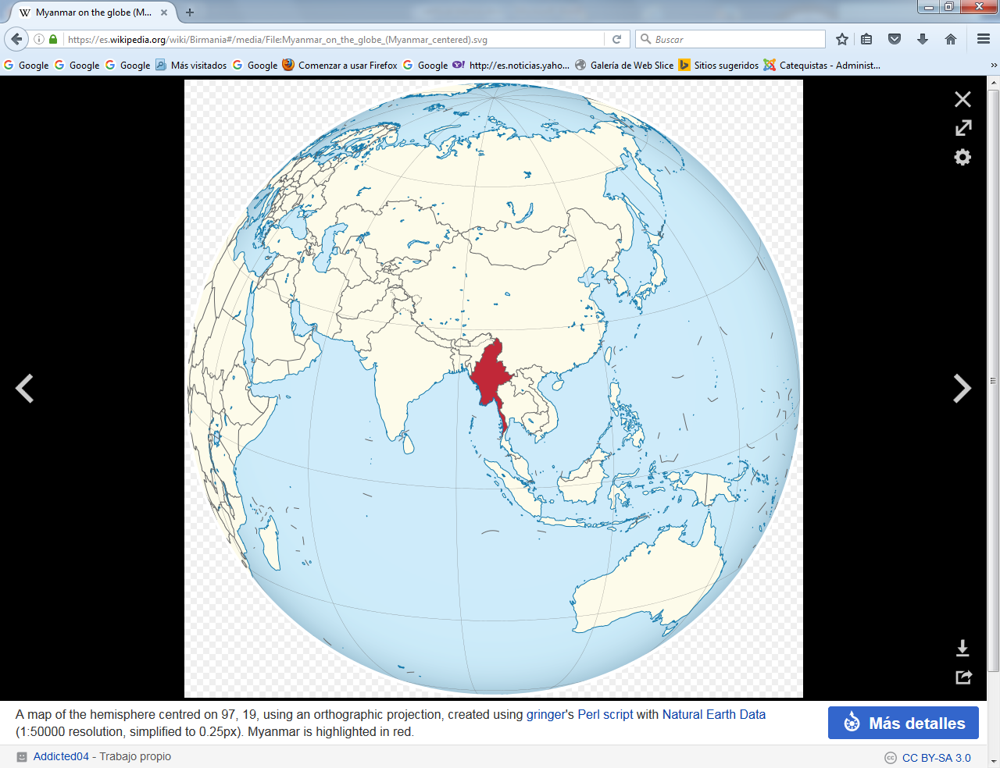 Myanmar on the globe (M...
https://es.wikipedia.org/wiki/Birmania#/media/File:Myanmar_on_the_globe_(Myanmar_centered).svg
Buscar
Google
Google
Google
Más visitados
Google
Comenzar a usar Firefox
Google
http://es.noticias.yaho...
Galería de Web Slice
Sitios sugeridos
Catequistas - Administ...
A map of the hemisphere centred on 97, 19, using an orthographic projection, created using gringer's Perl script with Natural Earth Data
(1:50000 resolution, simplified to 0.25px). Myanmar is highlighted in red.
Más detalles
Addicted04 - Trabajo propio
CC BY-SA 3.0